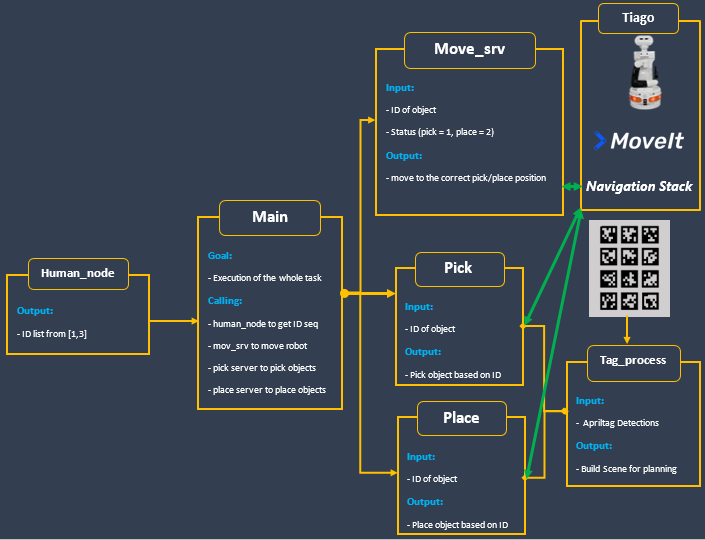 Human_node
Output:
- ID list from [1,3]
Main
Goal:
- Execution of the whole task
Calling:
- human_node to get ID seq
- mov_srv to move robot
- pick server to pick objects
- place server to place objects
Move_srv
Input:
- ID of object
- Status (pick = 1, place = 2)
Output:
- move to the correct pick/place position
Pick
Input:
- ID of object
Output:
- Pick object based on ID
Place
Input:
- ID of object
Output:
- Place object based on ID
Tiago
MoveIt
Navigation Stack
Tag_process
Input:
- Apriltag Detections
Output:
- Build Scene for planning